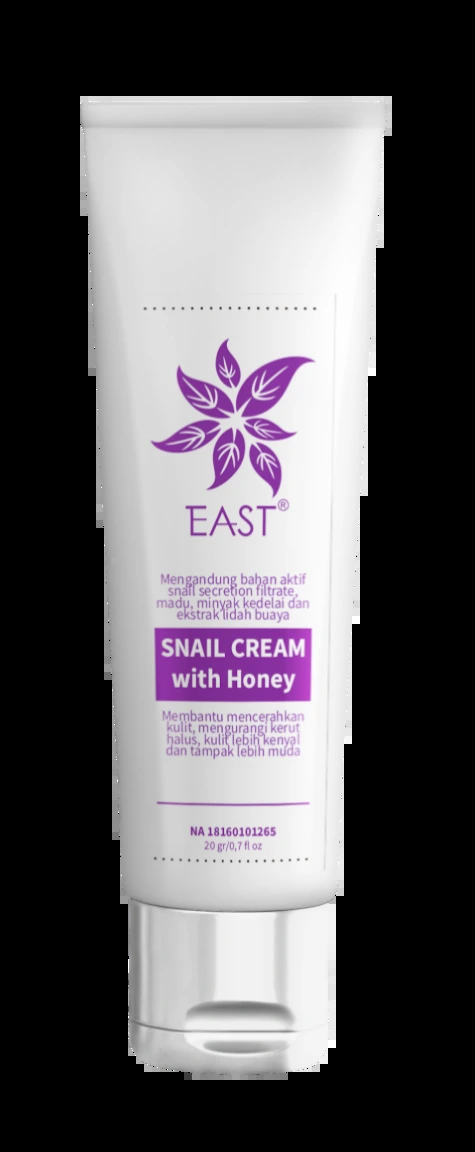 EAST®
Mengandung bahan aktif
snail secretion filtrate,
madu, minyak kedelai dan
ekstrak lidah buaya
SNAIL CREAM
with Honey
Membantu mencerahkan
kulit, mengurangi kerut
halus, kulit lebih kenyal
dan tampak lebih muda
NA 18160101265
20 gr/0,7 fl oz